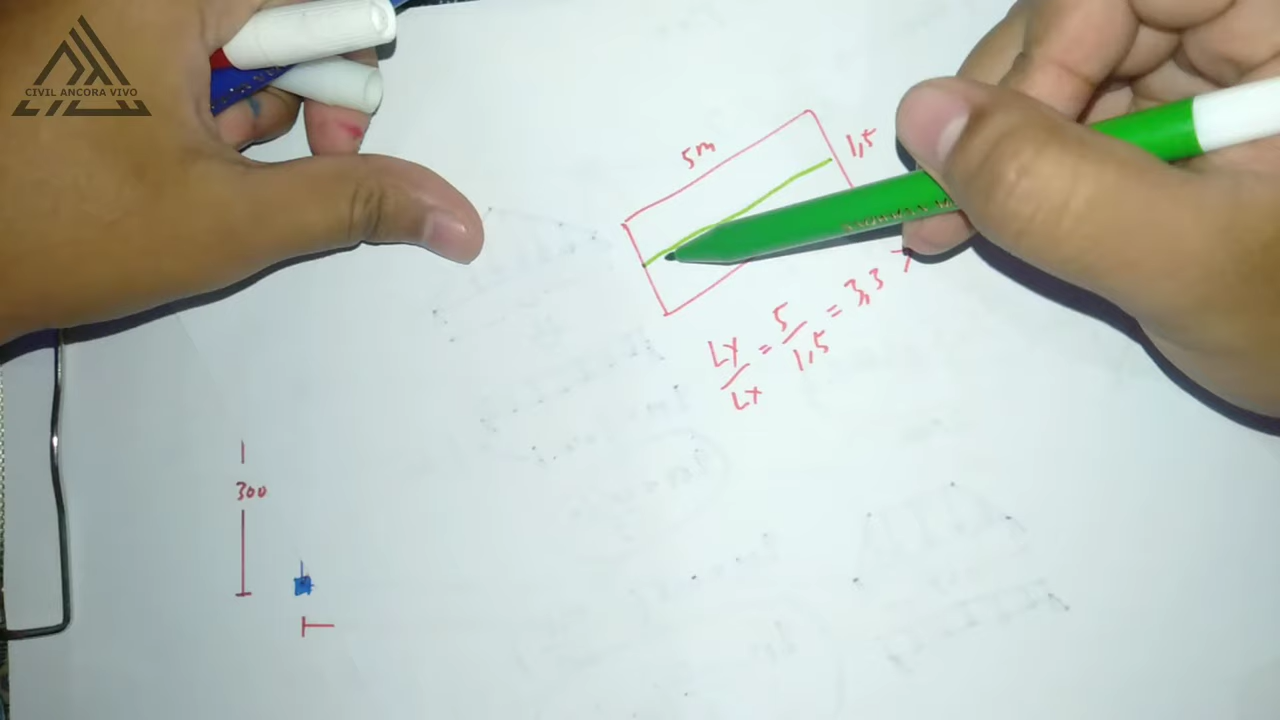 CIVIL ANCORA VIVO
5m
1,5
Ly/Lx = 5/1,5 = 3,3 >
300